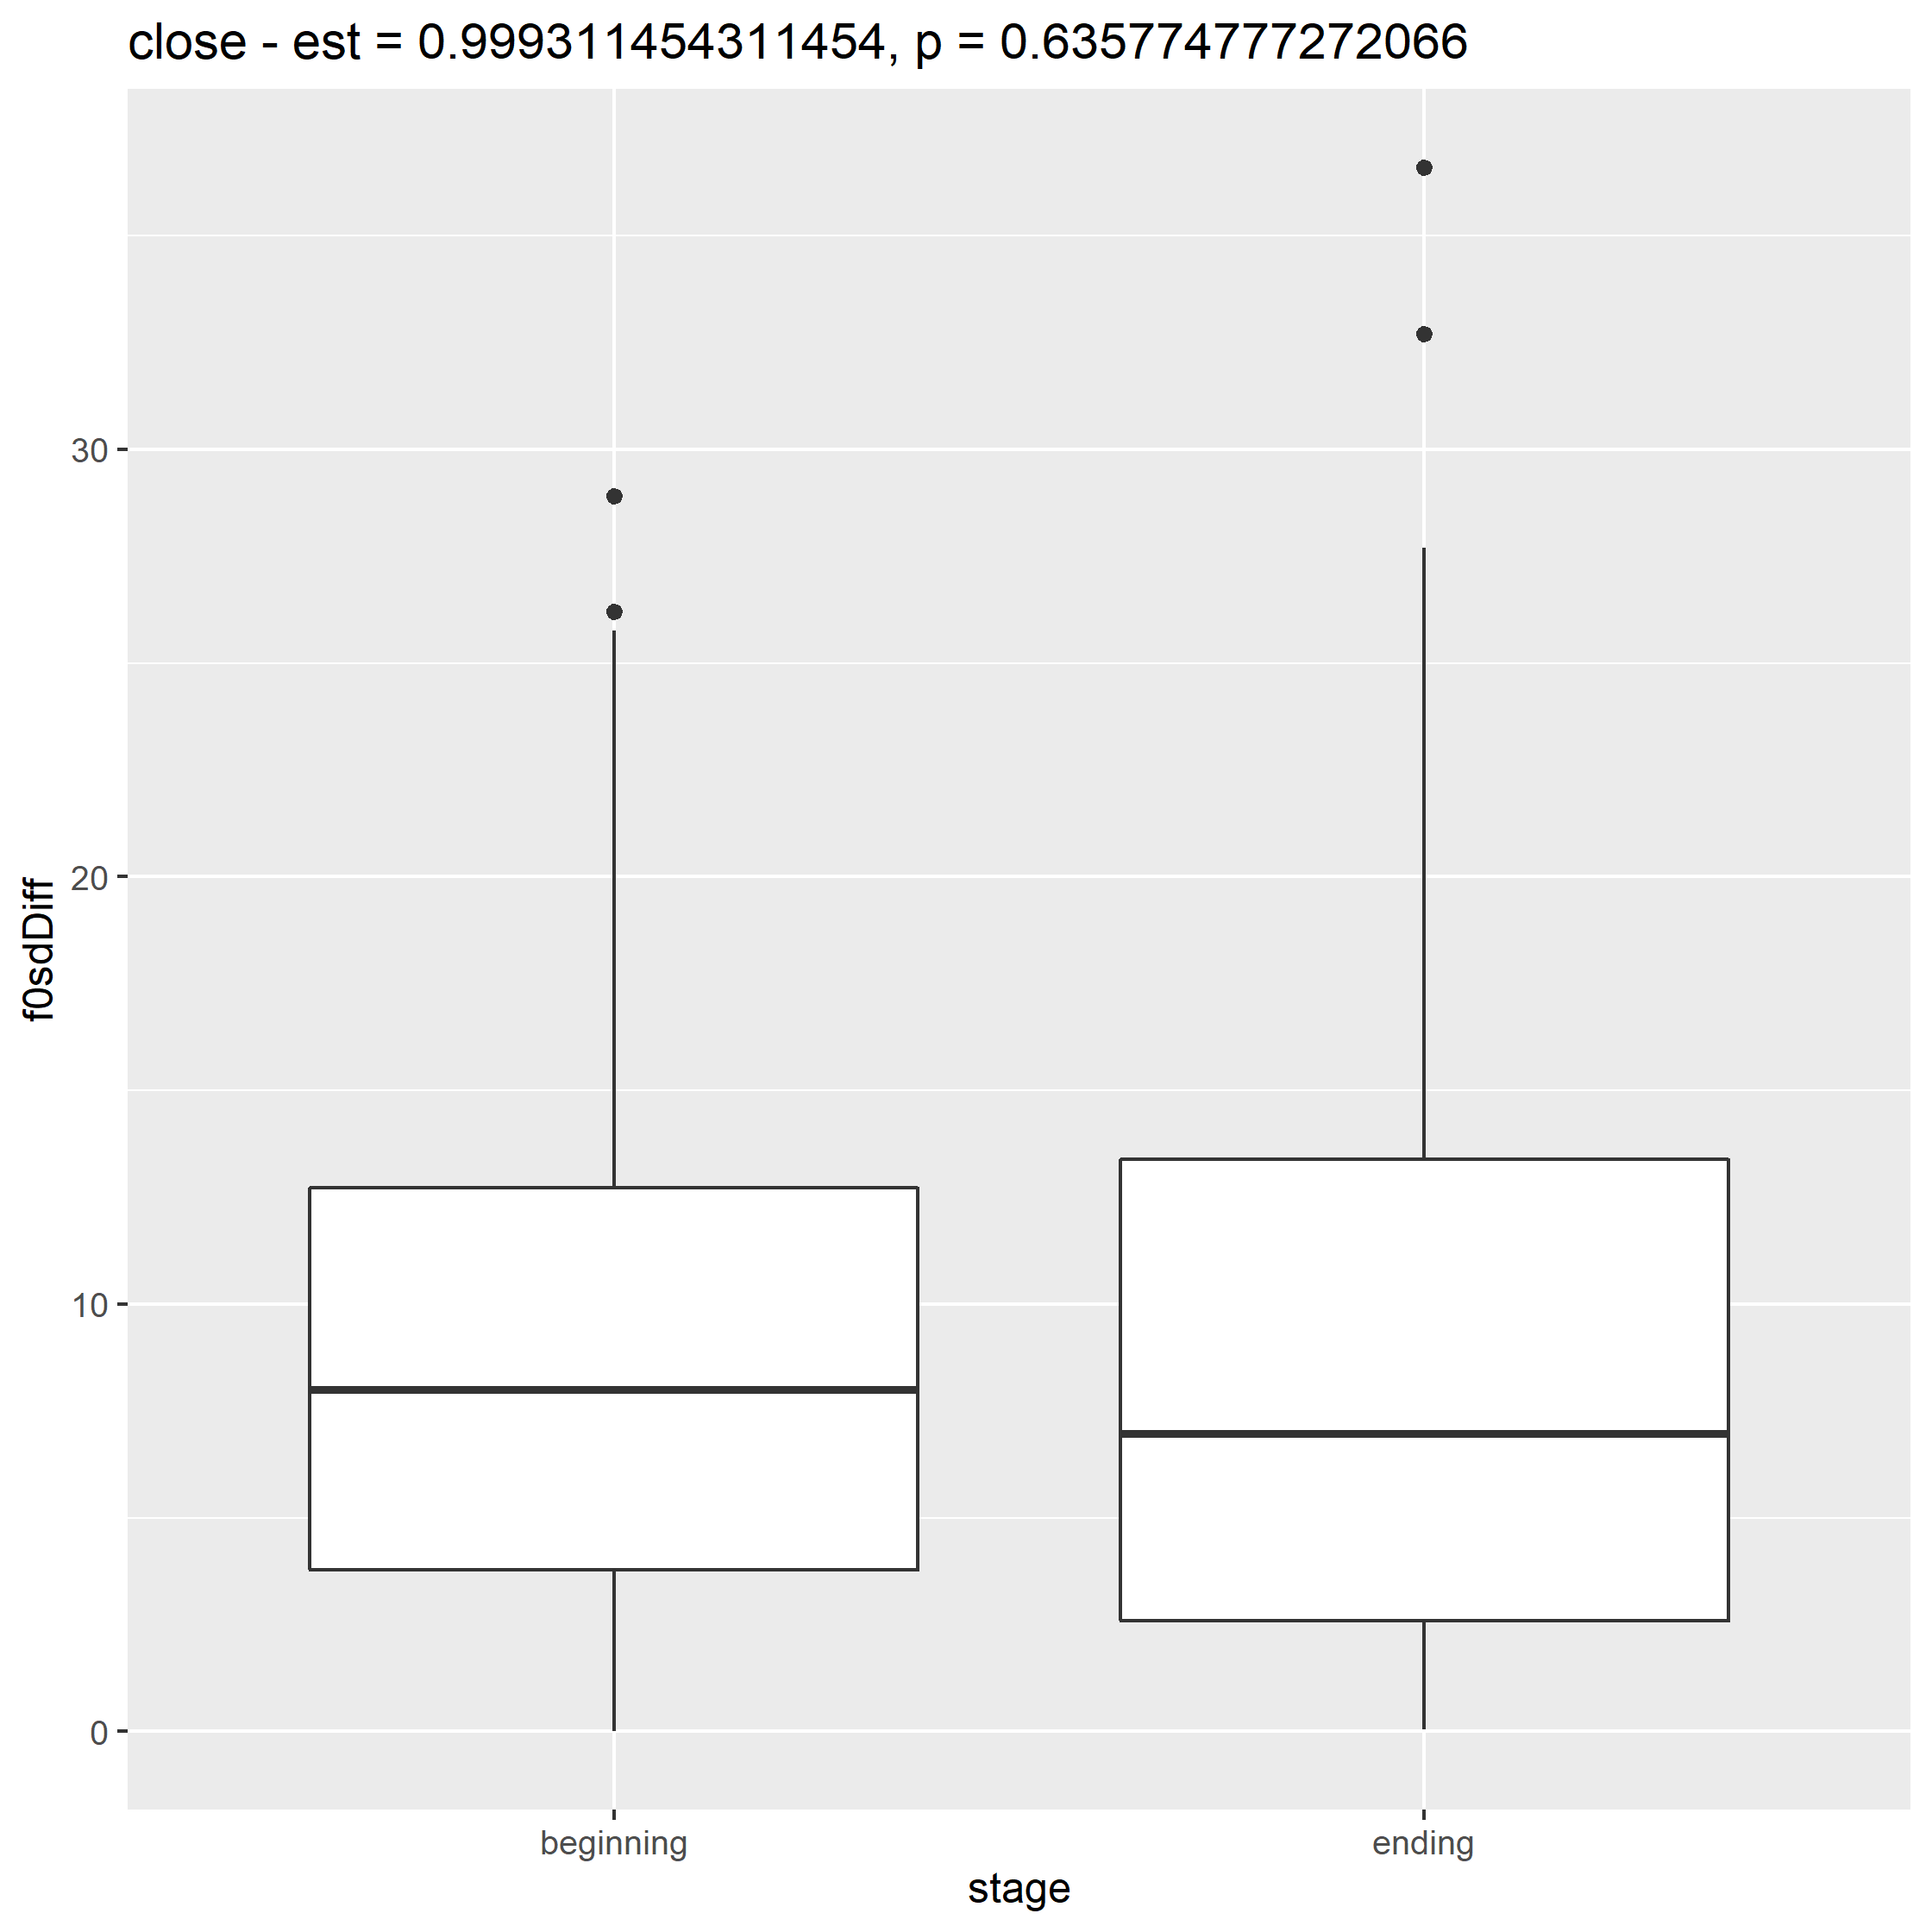 close - est = 0.999311454311454, p = 0.635774777272066
f0sdDiff
30
20
10
0
beginning
ending
stage